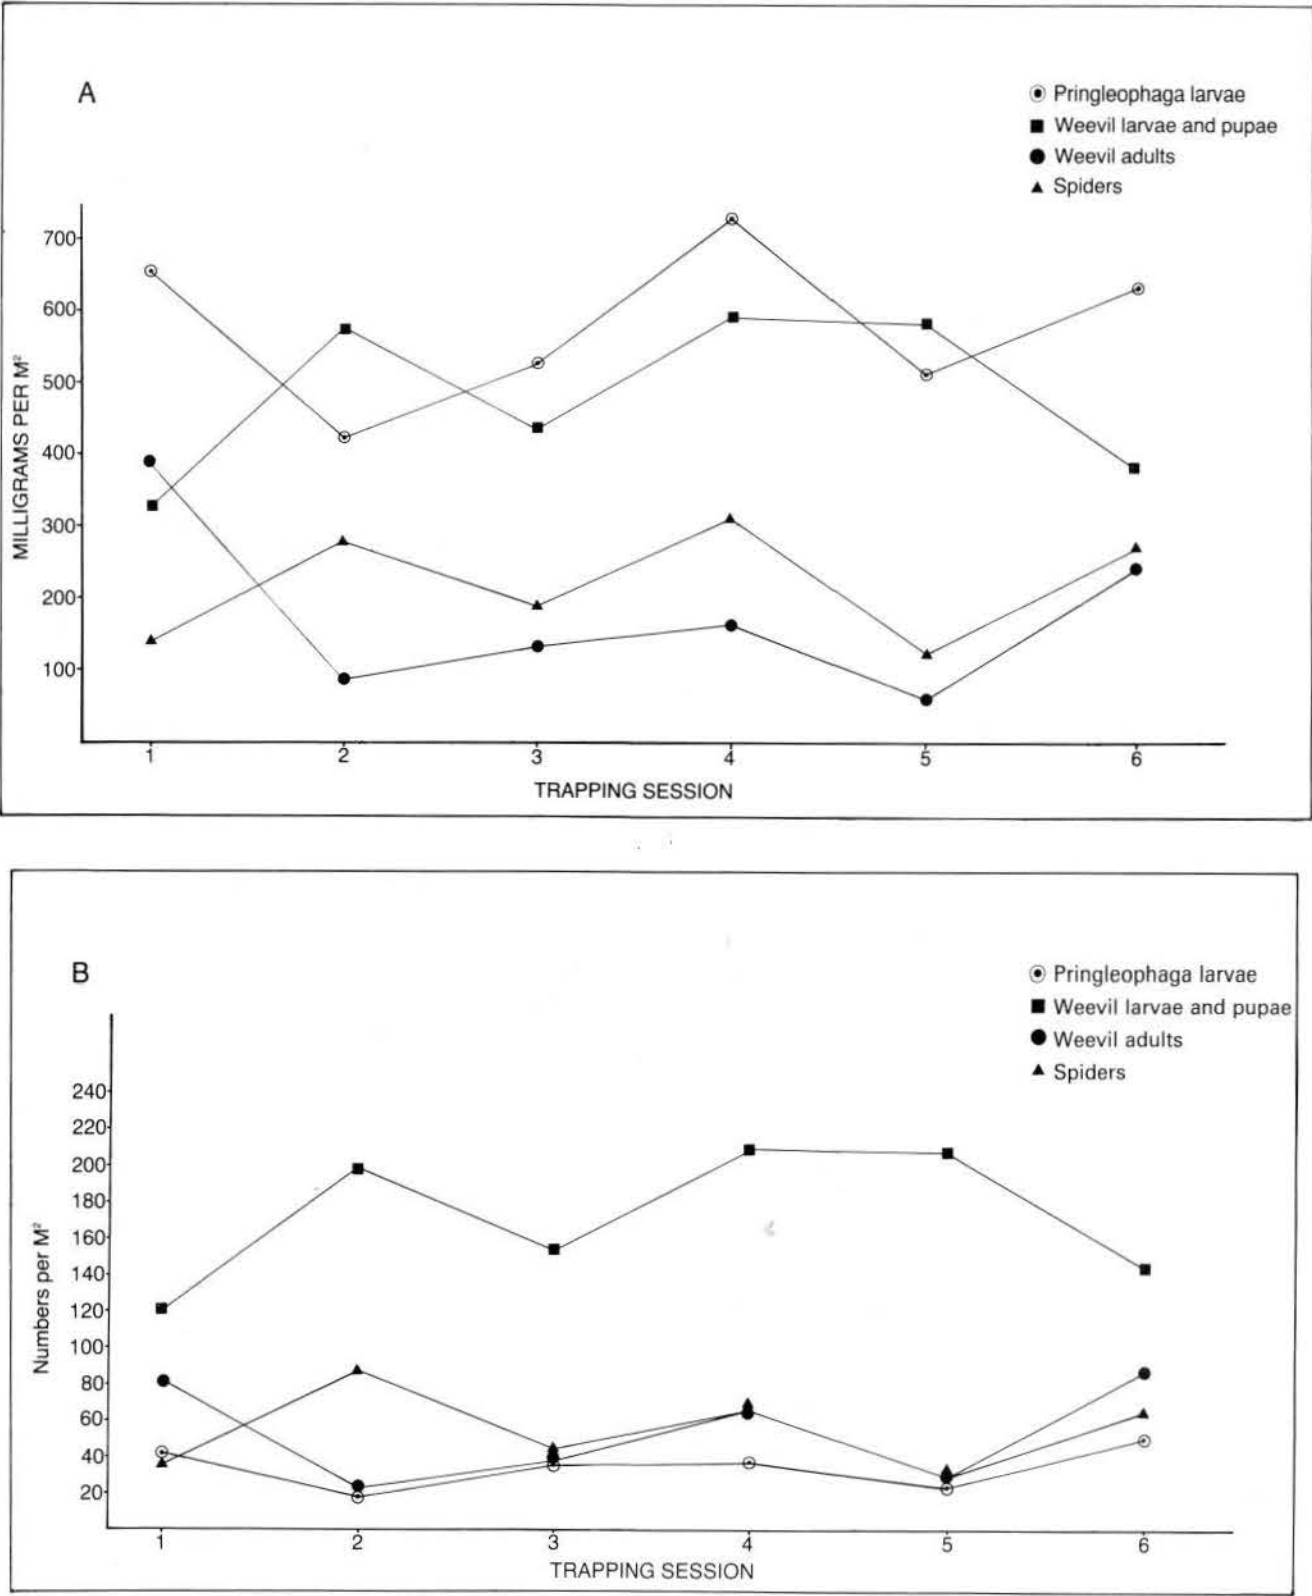 A
Pringleophaga larvae
Weevil larvae and pupae
Weevil adults
Spiders
700
600
500
400
300
200
100
MILLIGRAMS PER M²
1 2 3 4 5 6
TRAPPING SESSION
B
Pringleophaga larvae
Weevil larvae and pupae
Weevil adults
Spiders
240
220
200
180
160
140
120
100
80
60
40
20
Numbers per M²
1 2 3 4 5 6
TRAPPING SESSION